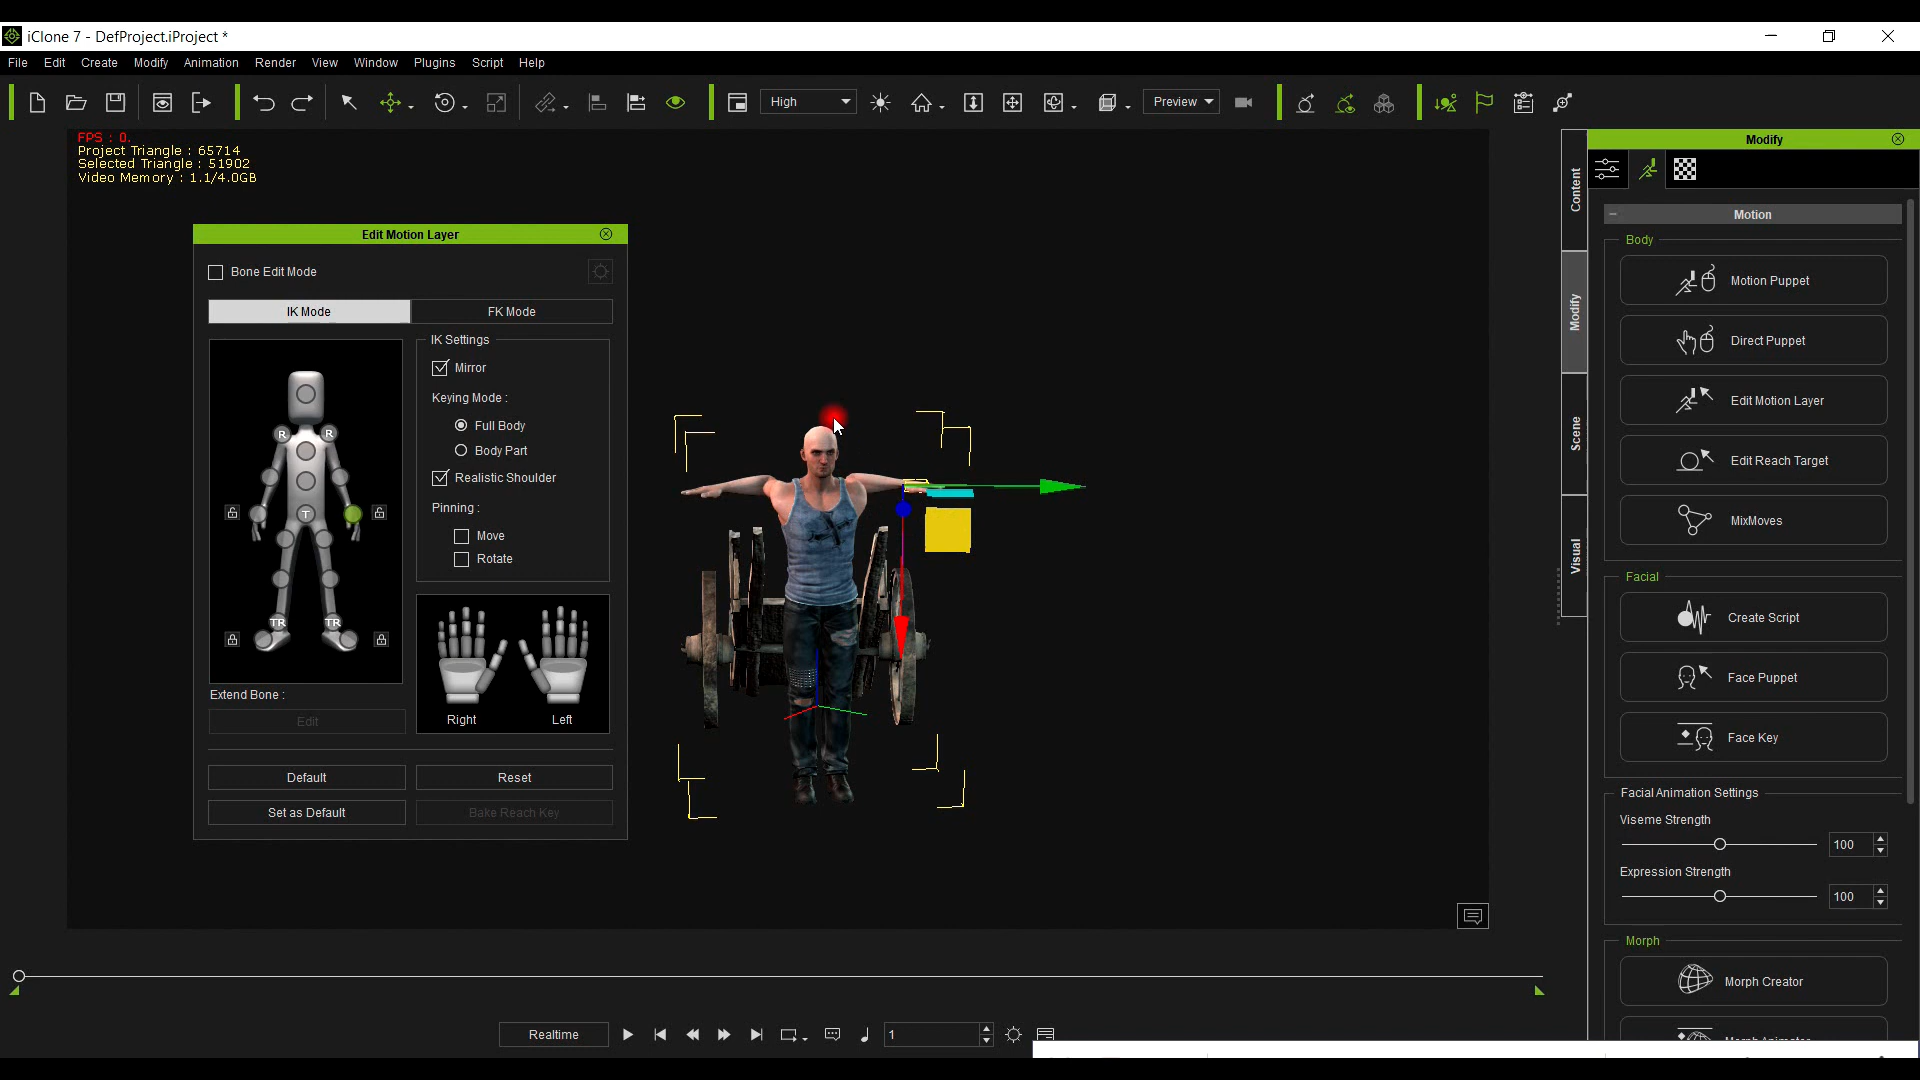 iClone 7 - DefProject.iProject *
File Edit Create Modify Animation Render View Window Plugins Script Help
High Preview
FPS : 0.
Project Triangle : 65714
Selected Triangle : 51902
Video Memory : 1.1/4.0GB
Edit Motion Layer
Bone Edit Mode
IK Mode FK Mode
IK Settings
Mirror
Keying Mode :
Full Body
Body Part
Realistic Shoulder
Pinning :
Move
Rotate
R R
T
TR TR
Right Left
Extend Bone :
Edit
Default Reset
Set as Default Bake Reach Key
Content
Modify
Scene
Visual
Modify
Motion
Body
Motion Puppet
Direct Puppet
Edit Motion Layer
Edit Reach Target
MixMoves
Facial
Create Script
Face Puppet
Face Key
Facial Animation Settings
Viseme Strength
100
Expression Strength
100
Morph
Morph Creator
Morph Animator
Realtime 1